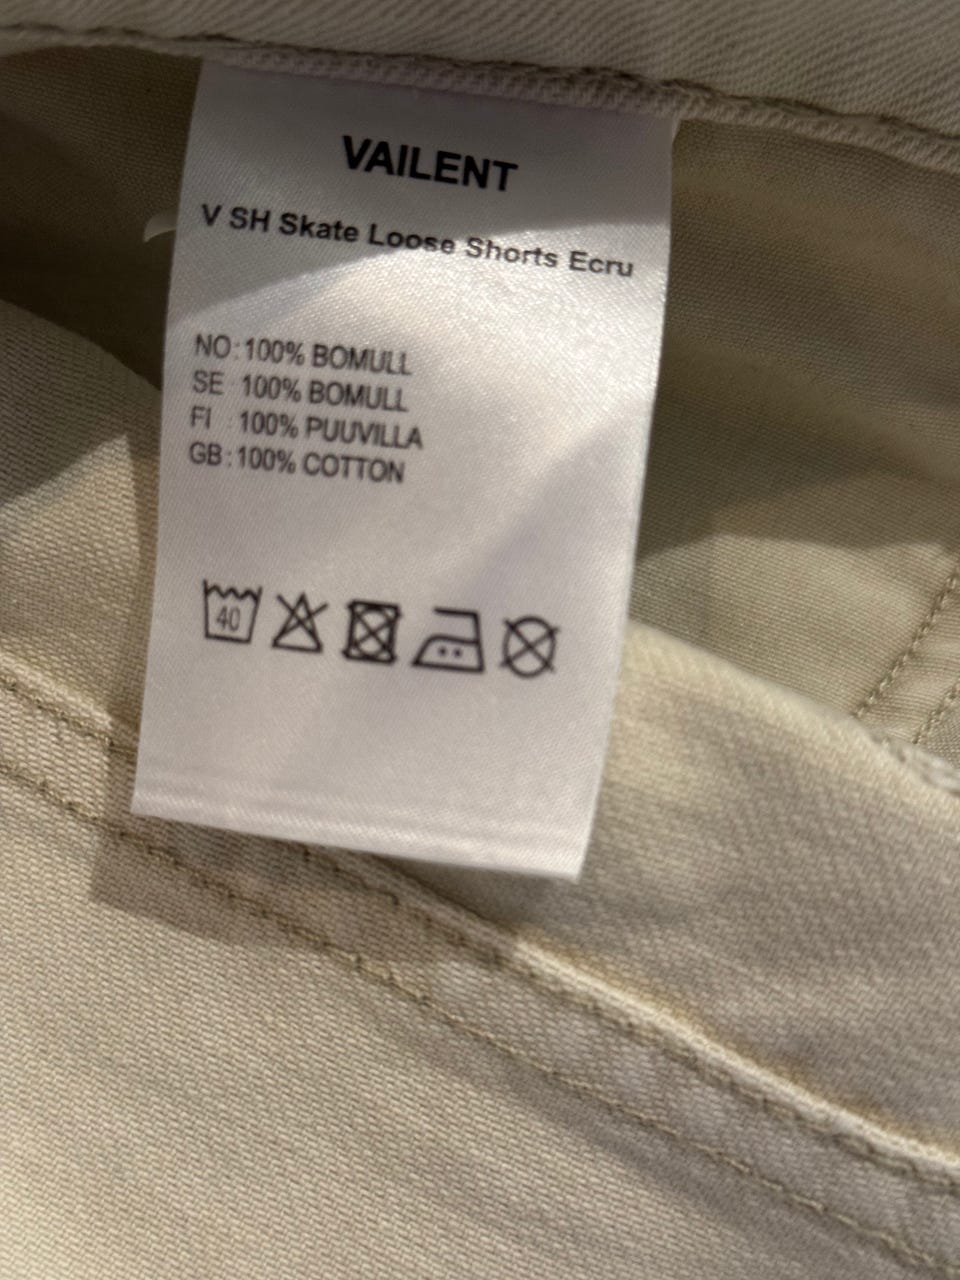 VAILENT
V SH Skate Loose Shorts Ecru
NO: 100% BOMULL
SE 100% BOMULL
FI : 100% PUUVILLA
GB: 100% COTTON
40